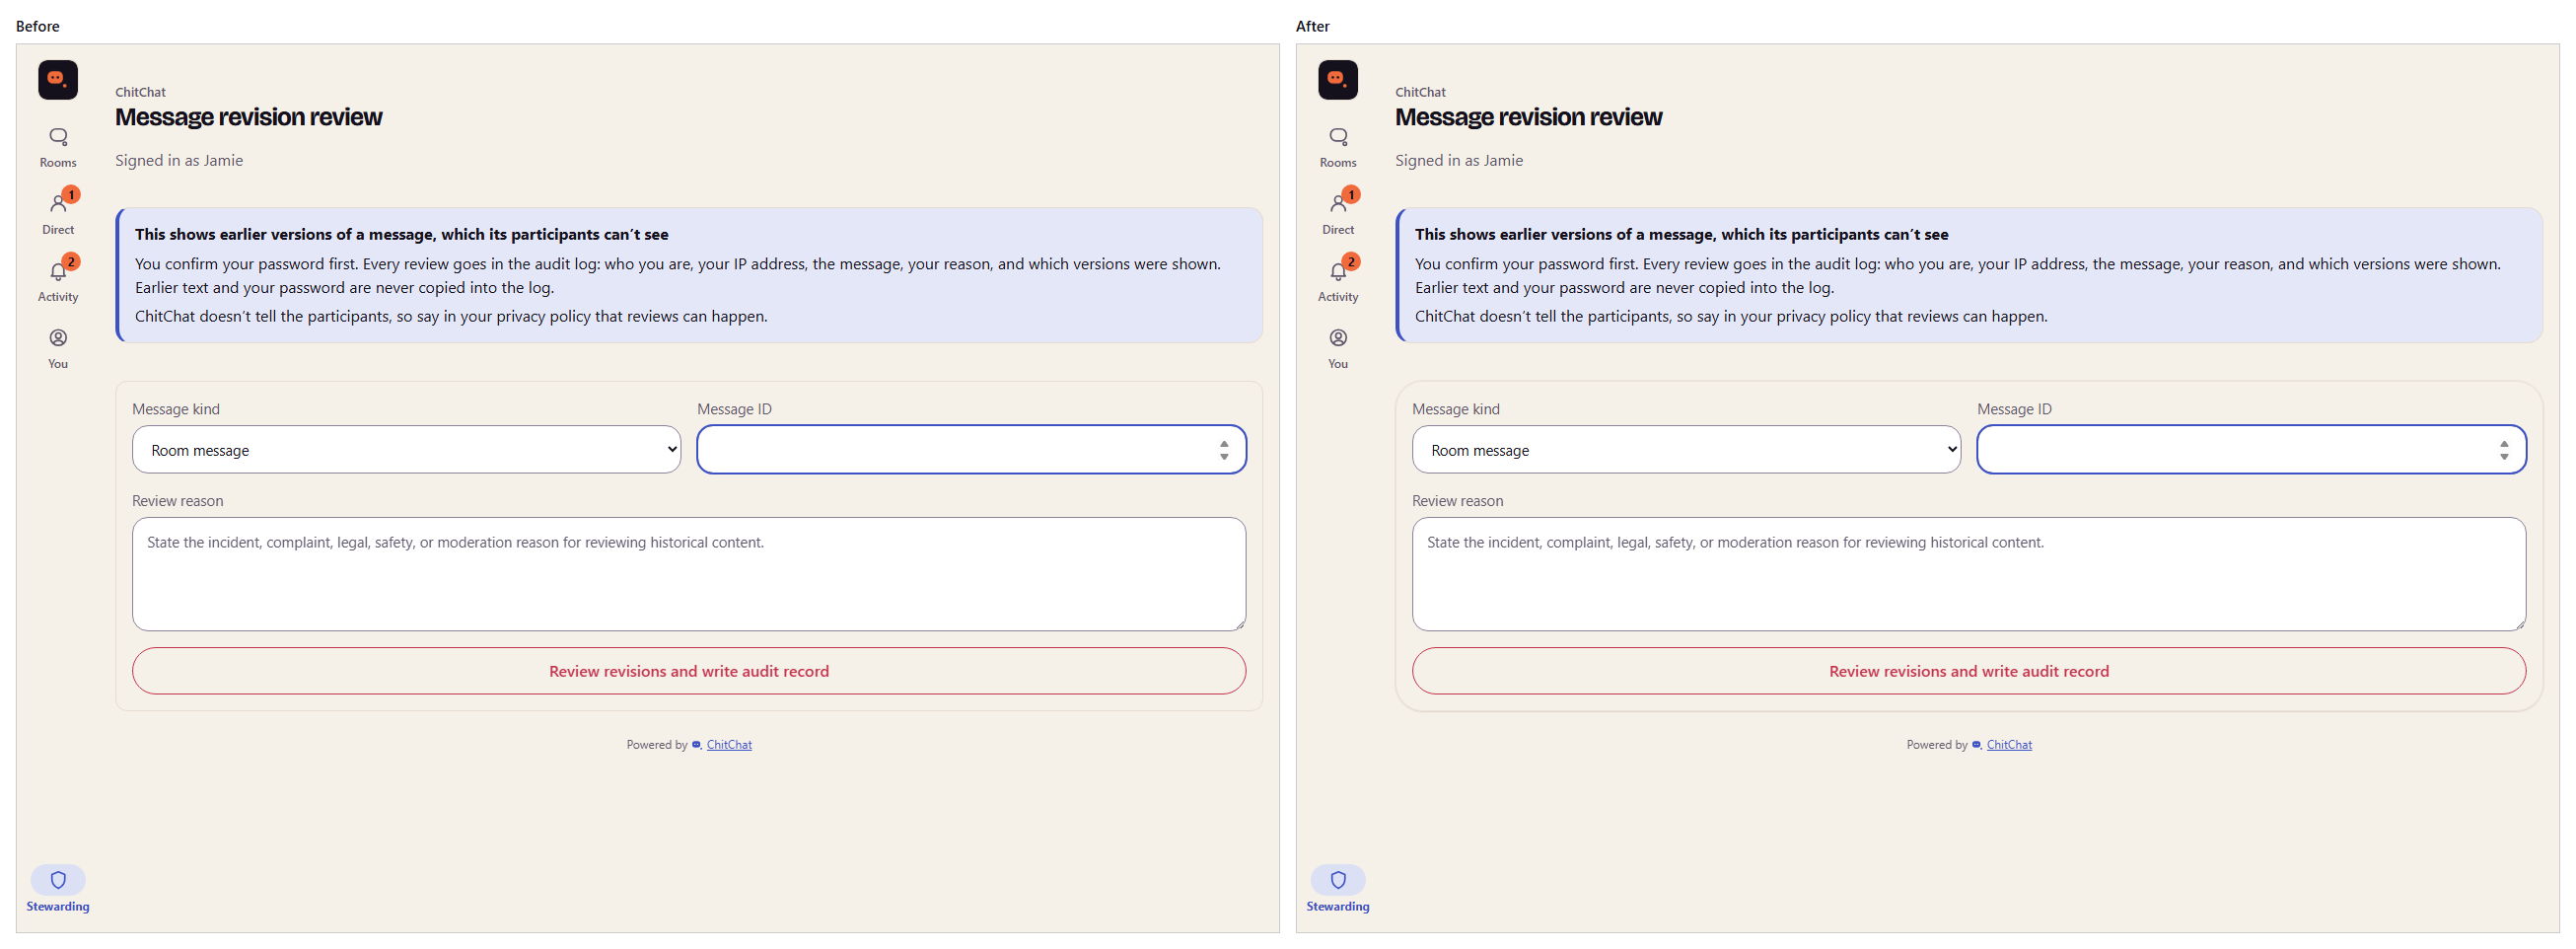 Before
ChitChat
Message revision review
Signed in as Jamie
Rooms
1
Direct
2
Activity
You
This shows earlier versions of a message, which its participants can't see
You confirm your password first. Every review goes in the audit log: who you are, your IP address, the message, your reason, and which versions were shown.
Earlier text and your password are never copied into the log.
ChitChat doesn't tell the participants, so say in your privacy policy that reviews can happen.
Message kind
Message ID
Room message
Review reason
State the incident, complaint, legal, safety, or moderation reason for reviewing historical content.
Review revisions and write audit record
Powered by ChitChat
Stewarding
After
ChitChat
Message revision review
Signed in as Jamie
Rooms
1
Direct
2
Activity
You
This shows earlier versions of a message, which its participants can't see
You confirm your password first. Every review goes in the audit log: who you are, your IP address, the message, your reason, and which versions were shown.
Earlier text and your password are never copied into the log.
ChitChat doesn't tell the participants, so say in your privacy policy that reviews can happen.
Message kind
Message ID
Room message
Review reason
State the incident, complaint, legal, safety, or moderation reason for reviewing historical content.
Review revisions and write audit record
Powered by ChitChat
Stewarding